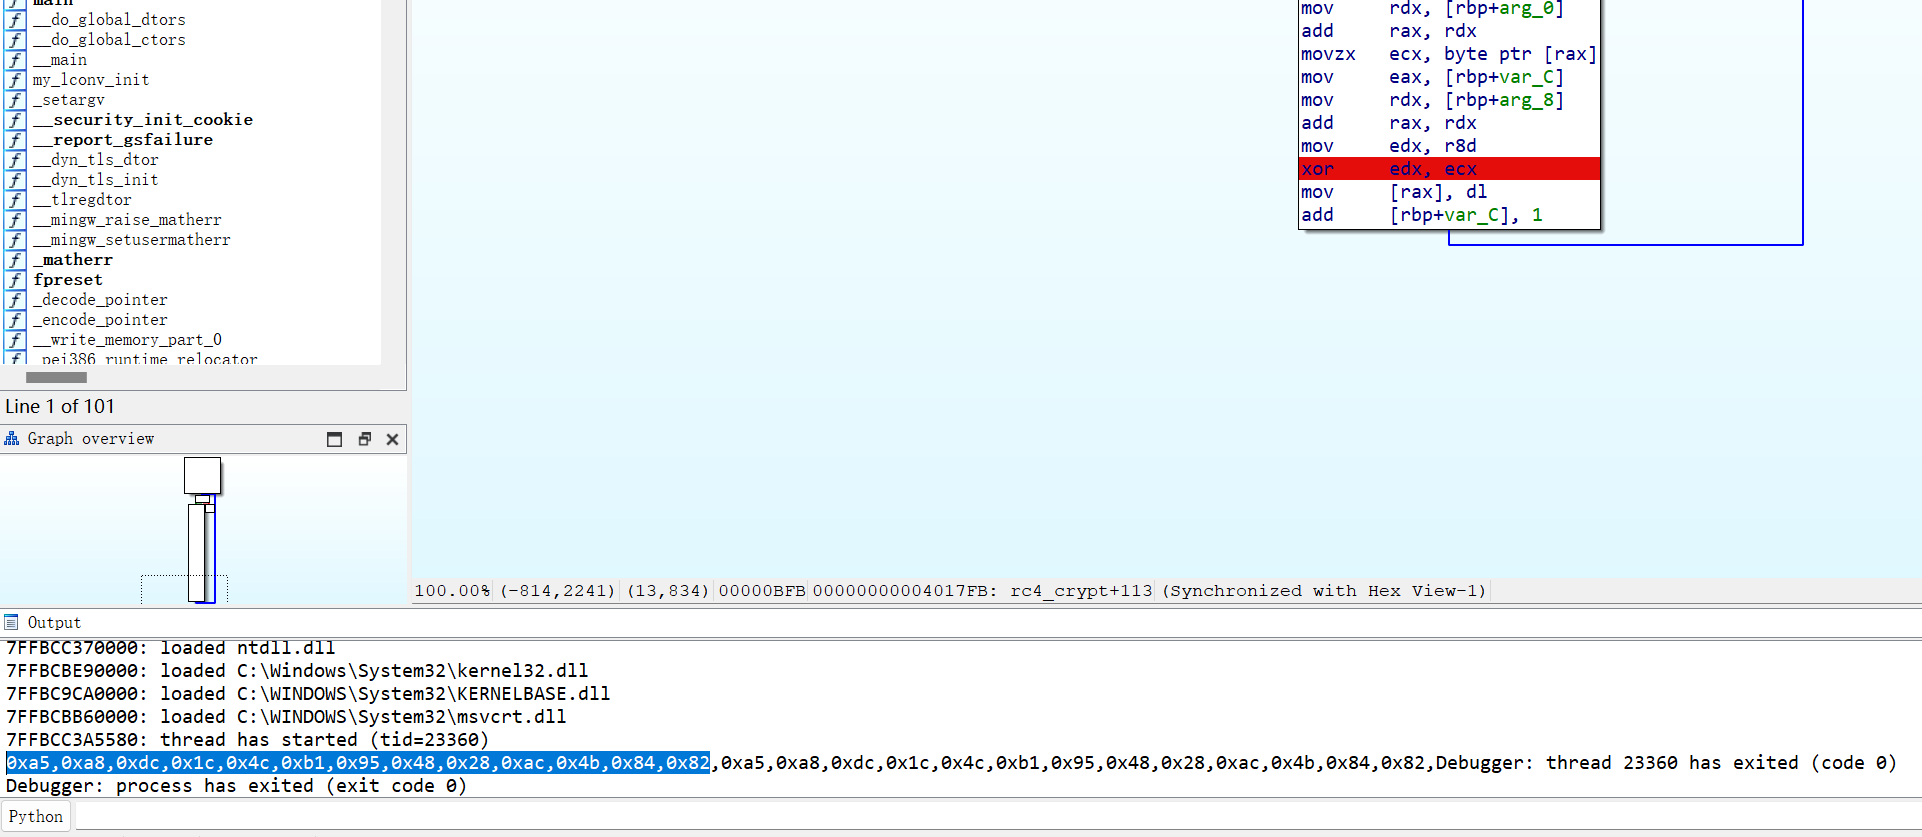 main
__do_global_dtors
__do_global_ctors
__main
my_lconv_init
_setargv
__security_init_cookie
__report_gsfailure
__dyn_tls_dtor
__dyn_tls_init
__tlregdtor
__mingw_raise_matherr
__mingw_setusermatherr
_matherr
fpreset
_decode_pointer
_encode_pointer
__write_memory_part_0
_pei386_runtime_relocator
Line 1 of 101
Graph overview
mov rdx, [rbp+arg_0]
add rax, rdx
movzx ecx, byte ptr [rax]
mov eax, [rbp+var_C]
mov rdx, [rbp+arg_8]
add rax, rdx
mov edx, r8d
xor edx, ecx
mov [rax], dl
add [rbp+var_C], 1
100.00% (-814,2241) (13,834) 00000BFB 00000000004017FB: rc4_crypt+113 (Synchronized with Hex View-1)
Output
7FFBCC370000: loaded ntdll.dll
7FFBCBE90000: loaded C:\Windows\System32\kernel32.dll
7FFBC9CA0000: loaded C:\WINDOWS\System32\KERNELBASE.dll
7FFBCBB60000: loaded C:\WINDOWS\System32\msvcrt.dll
7FFBCC3A5580: thread has started (tid=23360)
0xa5,0xa8,0xdc,0x1c,0x4c,0xb1,0x95,0x48,0x28,0xac,0x4b,0x84,0x82,0xa5,0xa8,0xdc,0x1c,0x4c,0xb1,0x95,0x48,0x28,0xac,0x4b,0x84,0x82,Debugger: thread 23360 has exited (code 0)
Debugger: process has exited (exit code 0)
Python